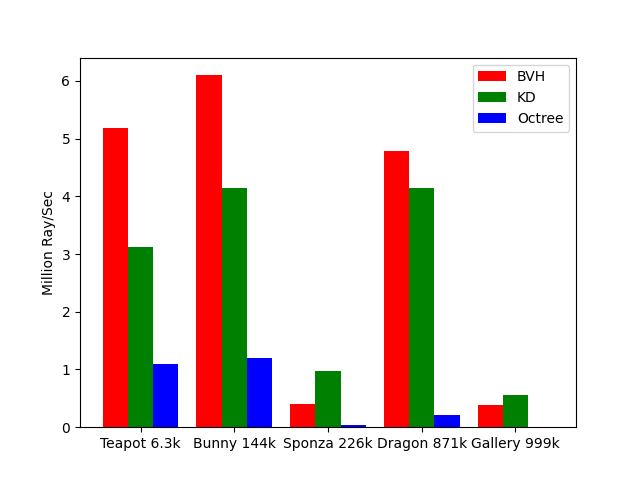 BVH
KD
Octree
Million Ray/Sec
6
5
4
3
2
1
0
Teapot 6.3k Bunny 144k Sponza 226k Dragon 871k Gallery 999k